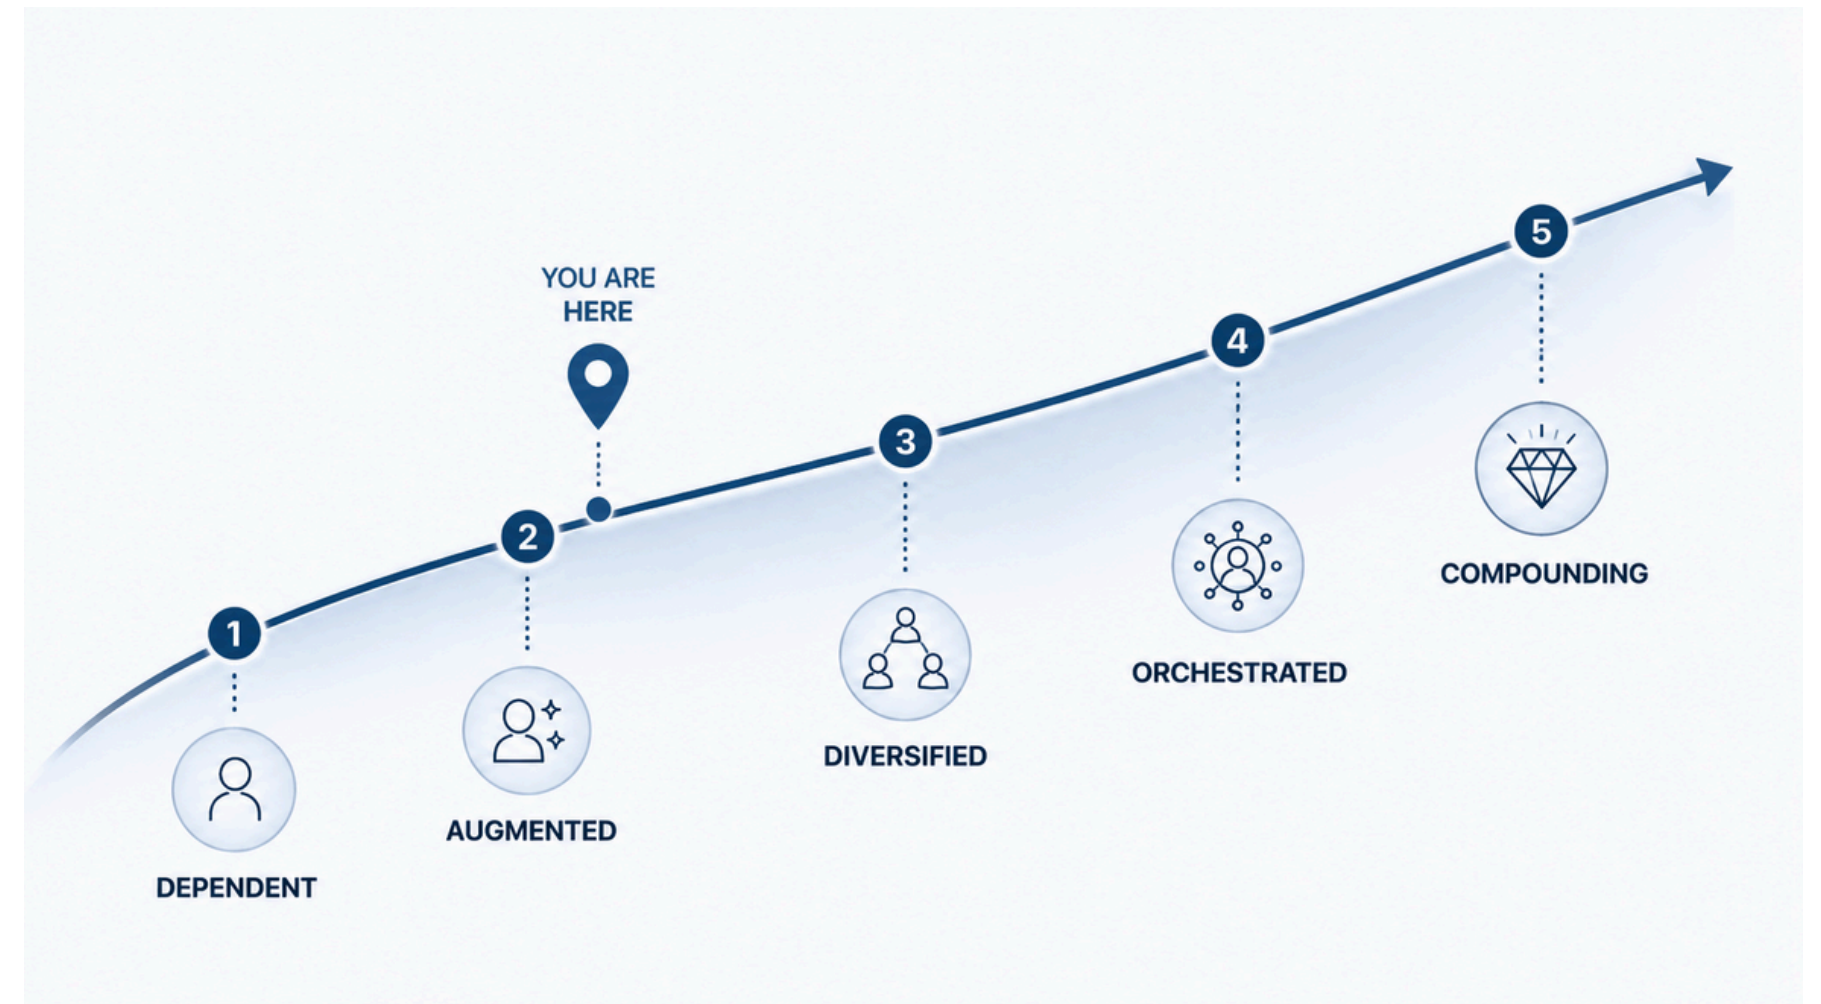 YOU ARE
HERE
1
2
3
4
5
DEPENDENT
AUGMENTED
DIVERSIFIED
ORCHESTRATED
COMPOUNDING